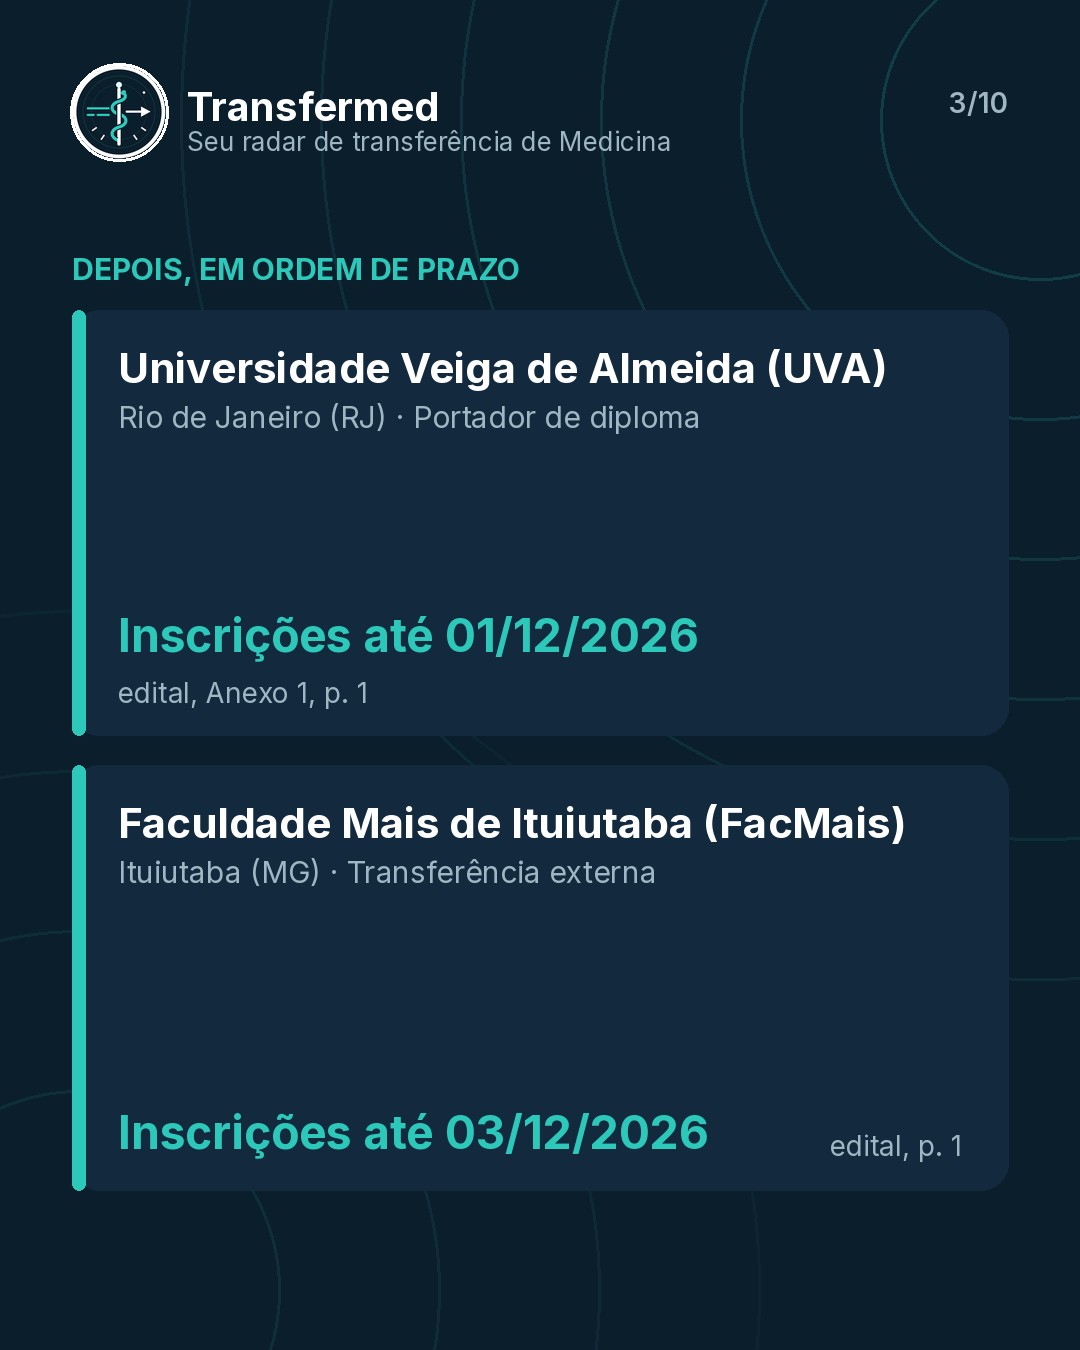 Transfermed
Seu radar de transferência de Medicina
3/10
DEPOIS, EM ORDEM DE PRAZO
Universidade Veiga de Almeida (UVA)
Rio de Janeiro (RJ) · Portador de diploma
Inscrições até 01/12/2026
edital, Anexo 1, p. 1
Faculdade Mais de Ituiutaba (FacMais)
Ituiutaba (MG) · Transferência externa
Inscrições até 03/12/2026
edital, p. 1